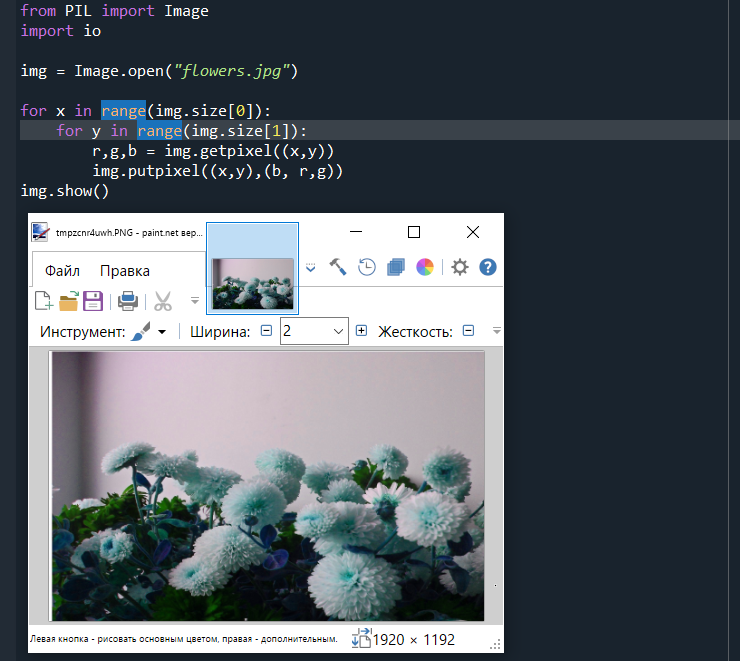 from PIL import Image
import io
img = Image.open("flowers.jpg")
for x in range(img.size[0]):
for y in range(img.size[1]):
r,g,b = img.getpixel((x,y))
img.putpixel((x,y),(b, r,g))
img.show()
tmpzcnr4uwh.PNG - paint.net вер...
Файл Правка
Инструмент: Ширина: 2 Жесткость:
Левая кнопка - рисовать основным цветом, правая - дополнительным. 1920 × 1192